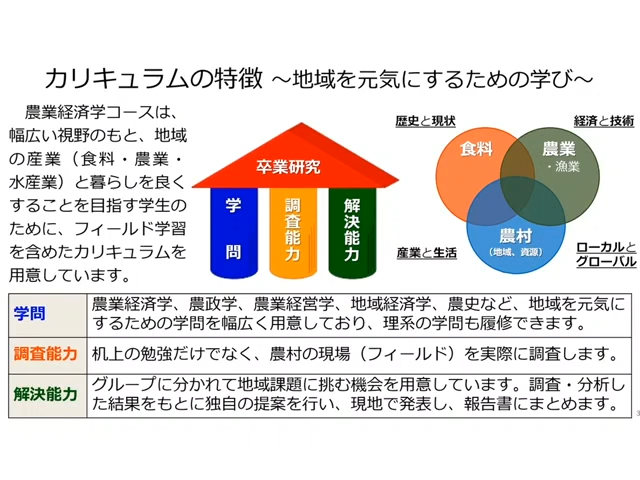 カリキュラムの特徴 ～地域を元気にするための学び～
農業経済学コースは、
幅広い視野のもと、地域
の産業（食料・農業・
水産業）と暮らしを良く
することを目指す学生の
ために、フィールド学習
を含めたカリキュラムを
用意しています。
卒業研究
学問
調査能力
解決能力
歴史と現状
経済と技術
食料
農業
・漁業
農村
（地域、資源）
産業と生活
ローカルと
グローバル
学問
農業経済学、農政学、農業経営学、地域経済学、農史など、地域を元気に
するための学問を幅広く用意しており、理系の学問も履修できます。
調査能力
机上の勉強だけでなく、農村の現場（フィールド）を実際に調査します。
解決能力
グループに分かれて地域課題に挑む機会を用意しています。調査・分析し
た結果をもとに独自の提案を行い、現地で発表し、報告書にまとめます。
3